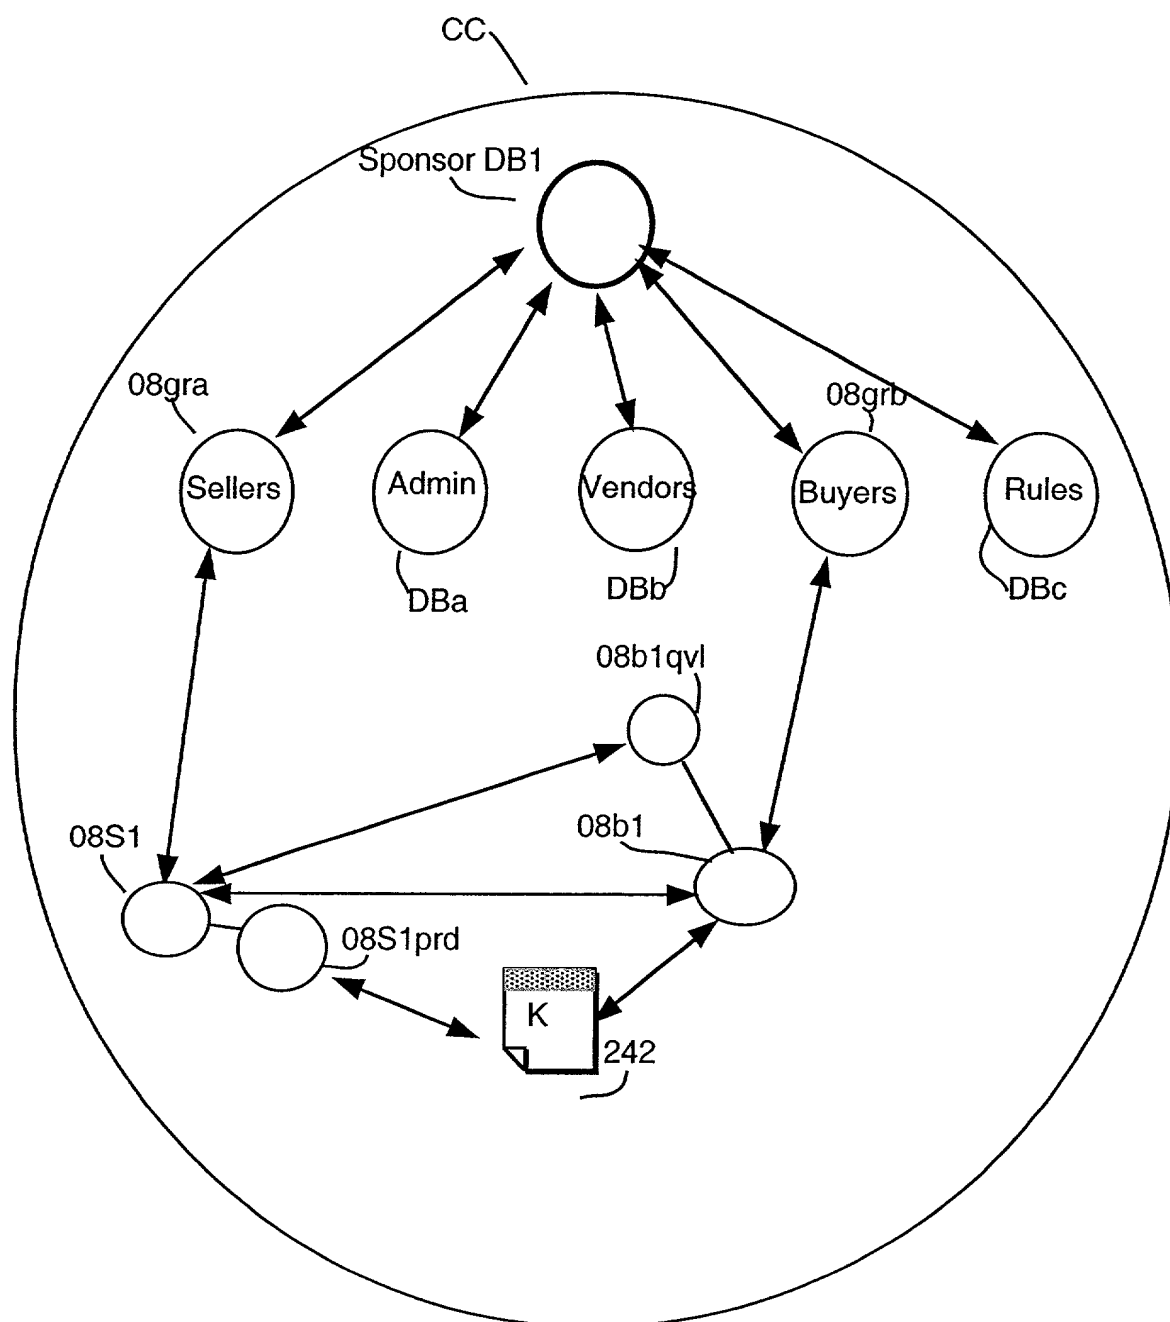 CC
Sponsor DB1
08gra
08grb
Sellers
Admin
Vendors
Buyers
Rules
DBa
DBb
DBc
08b1qvl
08S1
08b1
08S1prd
K
242